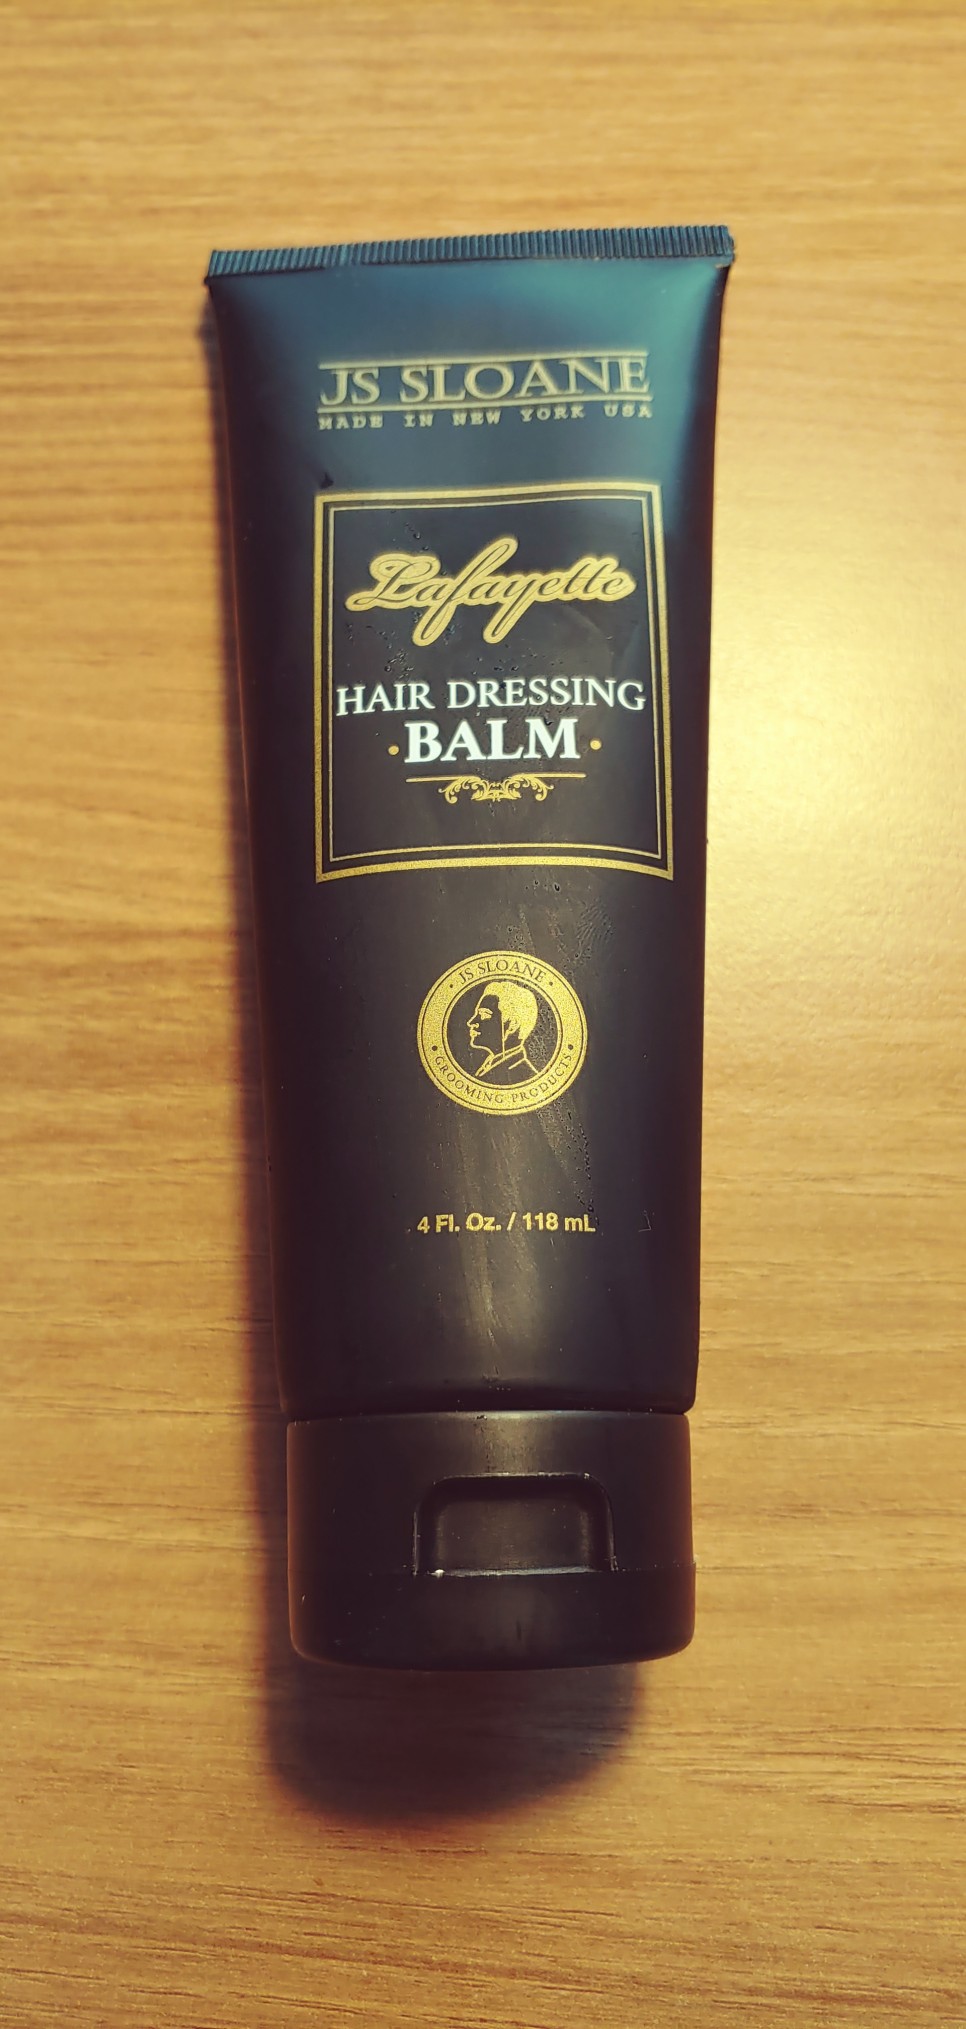 JS SLOANE
MADE IN NEW YORK USA
Lafayette
HAIR DRESSING
·BALM·
· JS SLOANE ·
GROOMING PRODUCTS
4 Fl. Oz. / 118 mL